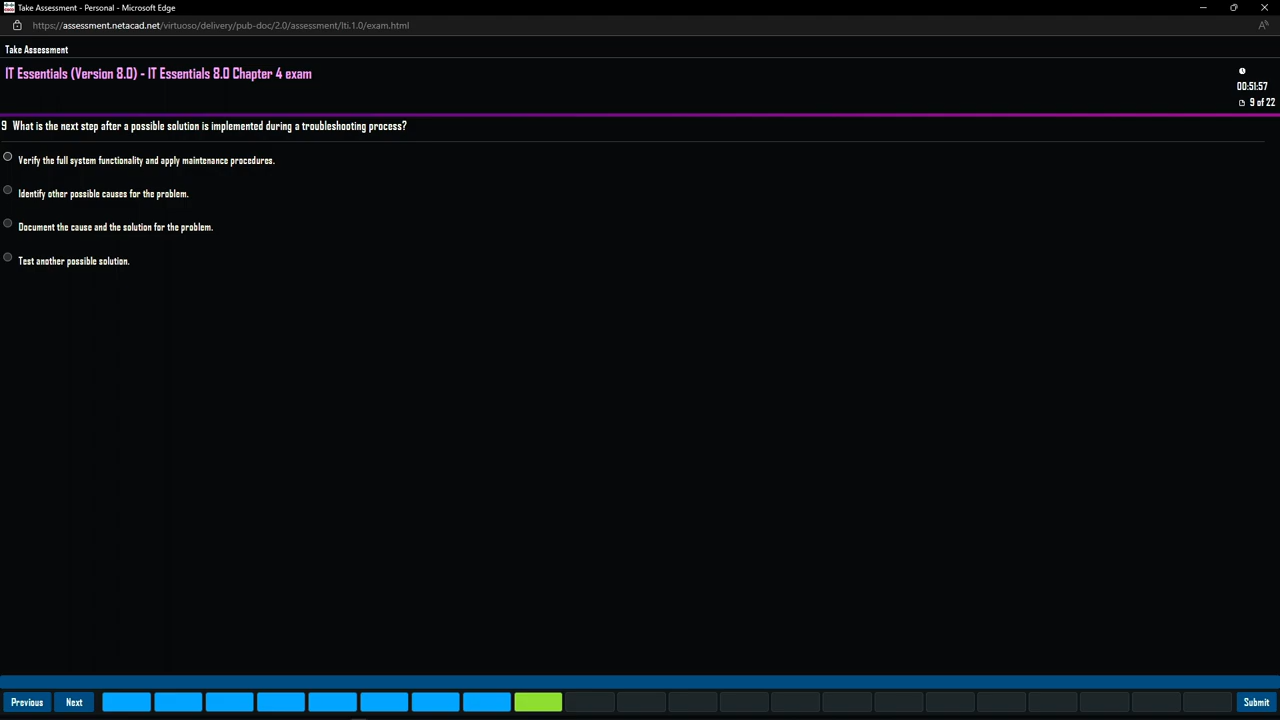 Take Assessment - Personal - Microsoft Edge
https://assessment.netacad.net/virtuoso/delivery/pub-doc/2.0/assessment/lti.1.0/exam.html
Take Assessment
IT Essentials (Version 8.0) - IT Essentials 8.0 Chapter 4 exam
00:51:57
9 of 22
9 What is the next step after a possible solution is implemented during a troubleshooting process?
Verify the full system functionality and apply maintenance procedures.
Identify other possible causes for the problem.
Document the cause and the solution for the problem.
Test another possible solution.
Previous Next Submit